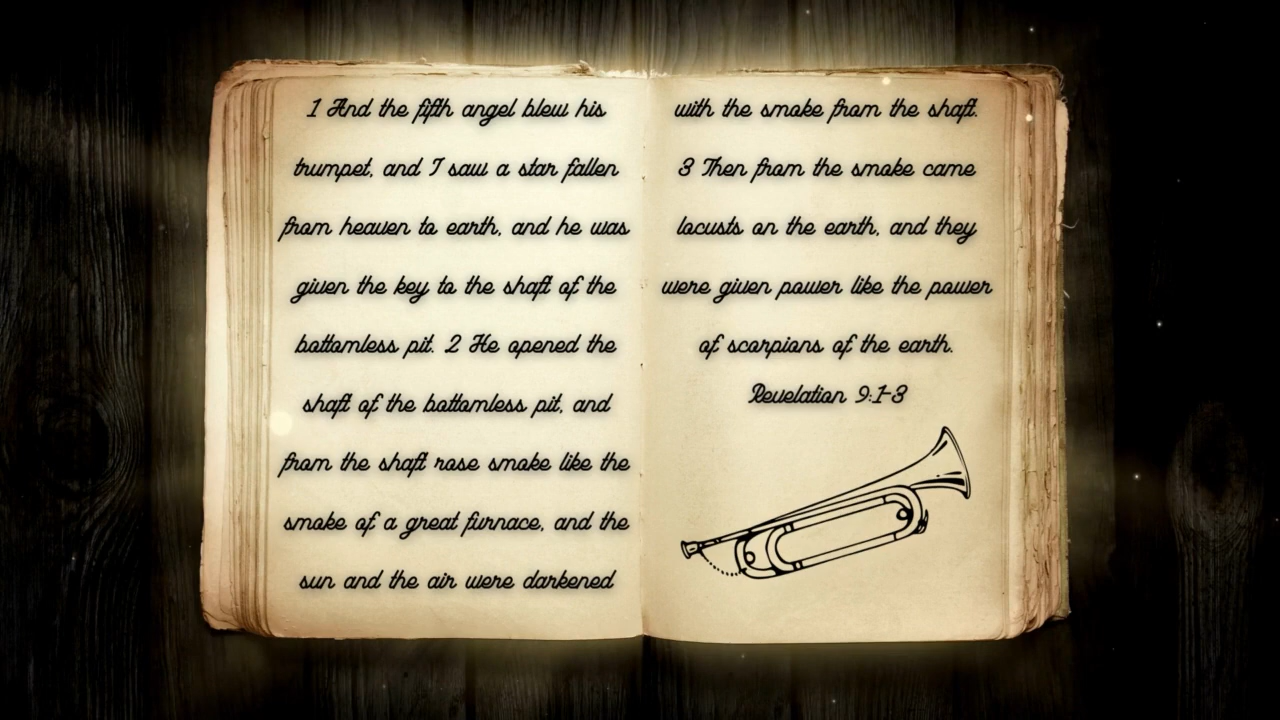 1 And the fifth angel blew his
trumpet, and I saw a star fallen
from heaven to earth, and he was
given the key to the shaft of the
bottomless pit. 2 He opened the
shaft of the bottomless pit, and
from the shaft rose smoke like the
smoke of a great furnace, and the
sun and the air were darkened
with the smoke from the shaft.
3 Then from the smoke came
locusts on the earth, and they
were given power like the power
of scorpions of the earth.
Revelation 9:1-3